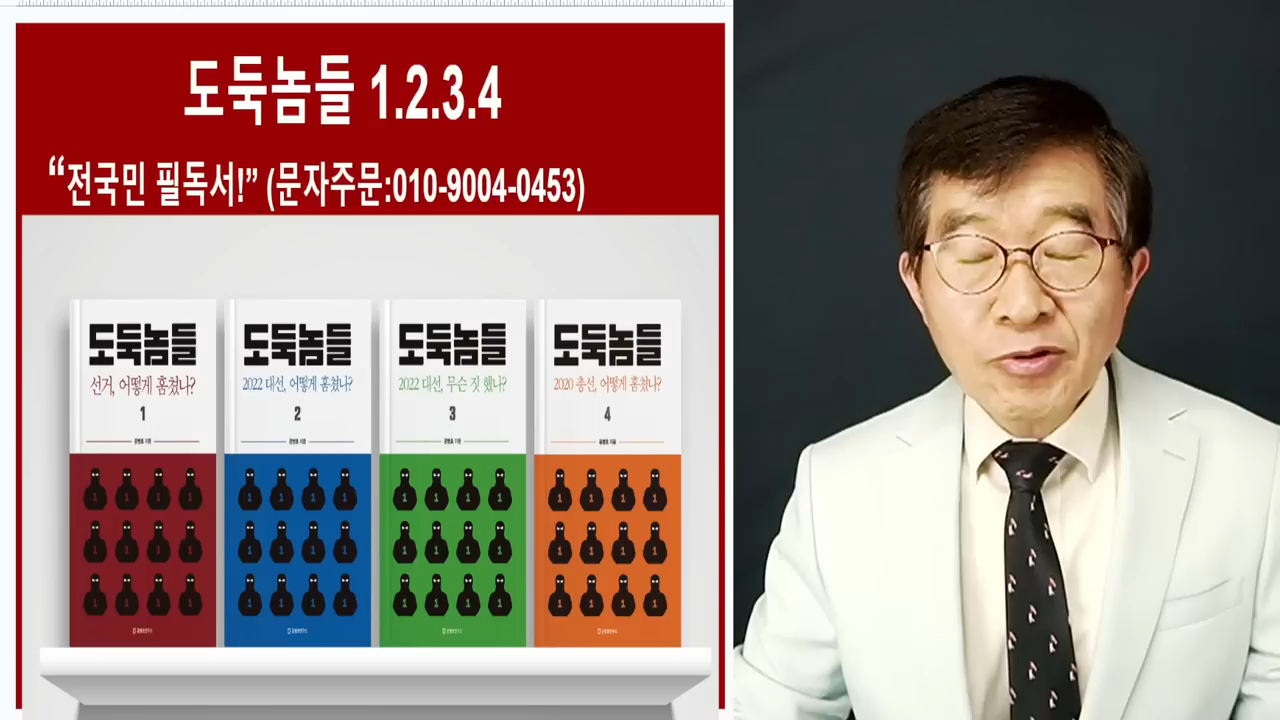 도둑놈들 1.2.3.4
“전국민 필독서!” (문자주문:010-9004-0453)
도둑놈들
선거, 어떻게 훔쳤나?
1
도둑놈들
2022 대선, 어떻게 훔쳤나?
2
도둑놈들
2022 대선, 무슨 짓 했나?
3
도둑놈들
2020 총선, 어떻게 훔쳤나?
4